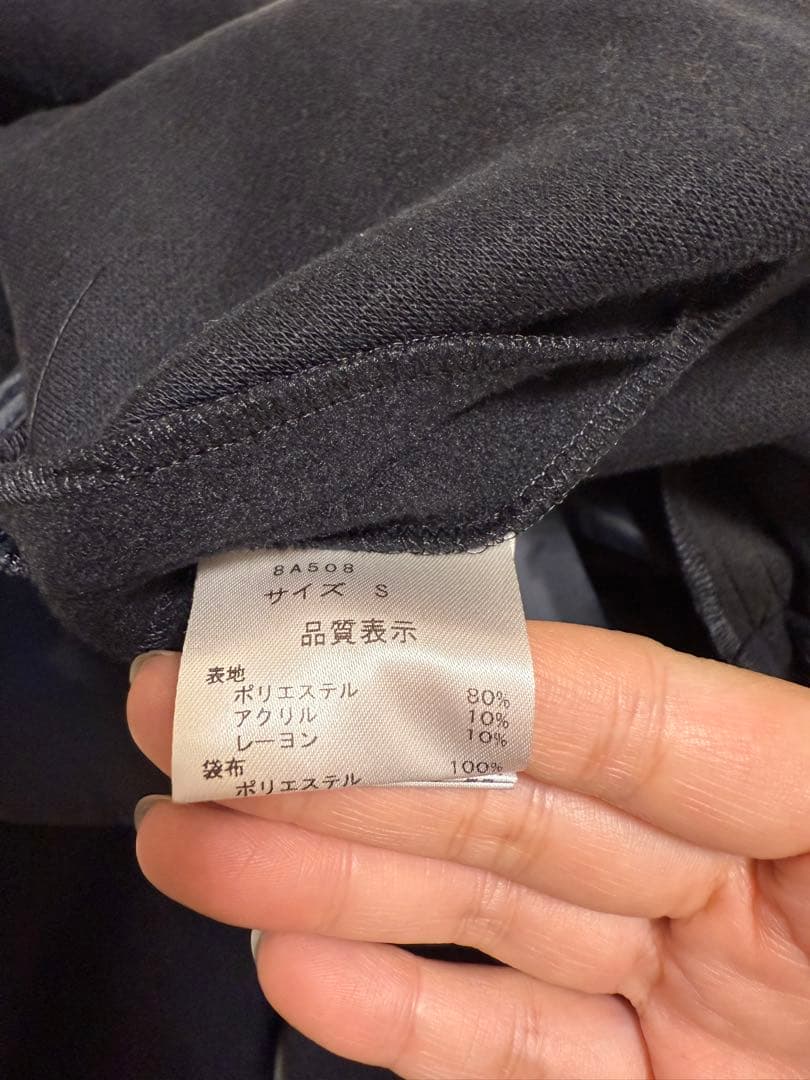 8A508
サイズ S
品質表示
表地
ポリエステル 80%
アクリル 10%
レーヨン 10%
袋布
ポリエステル 100%